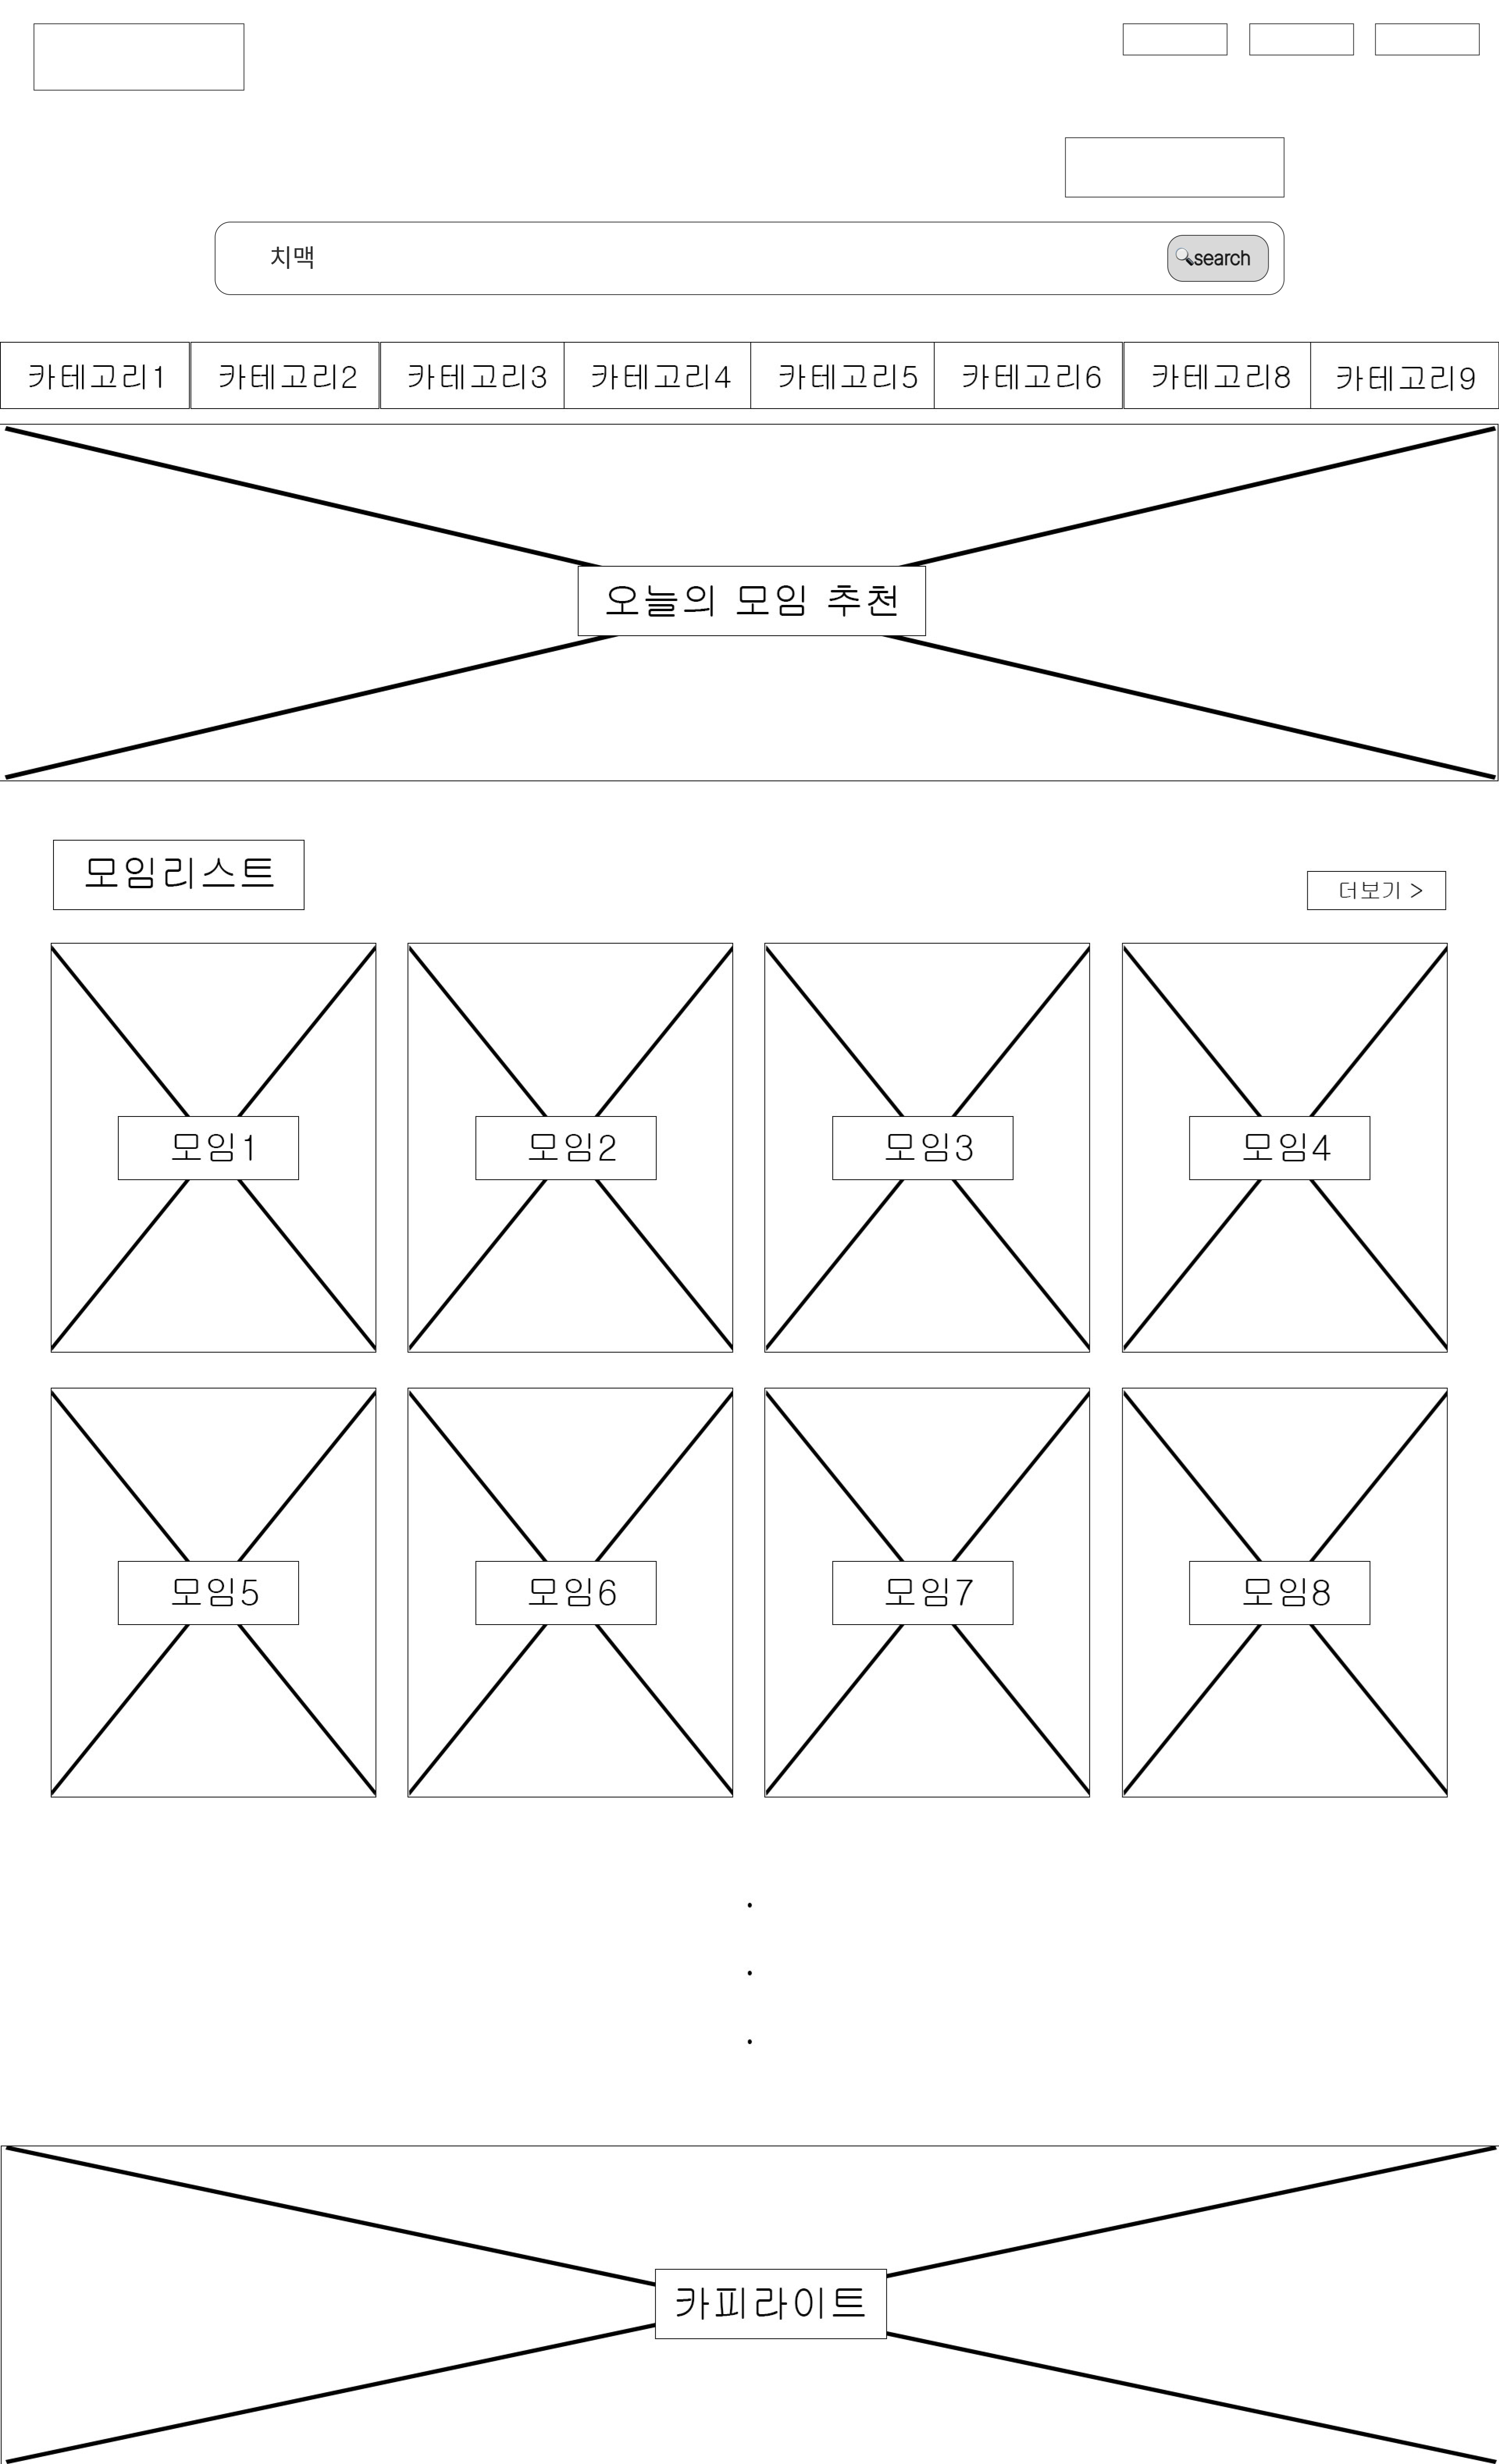 치맥
🔍search
카테고리1 카테고리2 카테고리3 카테고리4 카테고리5 카테고리6 카테고리8 카테고리9
오늘의 모임 추천
모임리스트
더보기 >
모임1 모임2 모임3 모임4
모임5 모임6 모임7 모임8
.
.
.
카피라이트